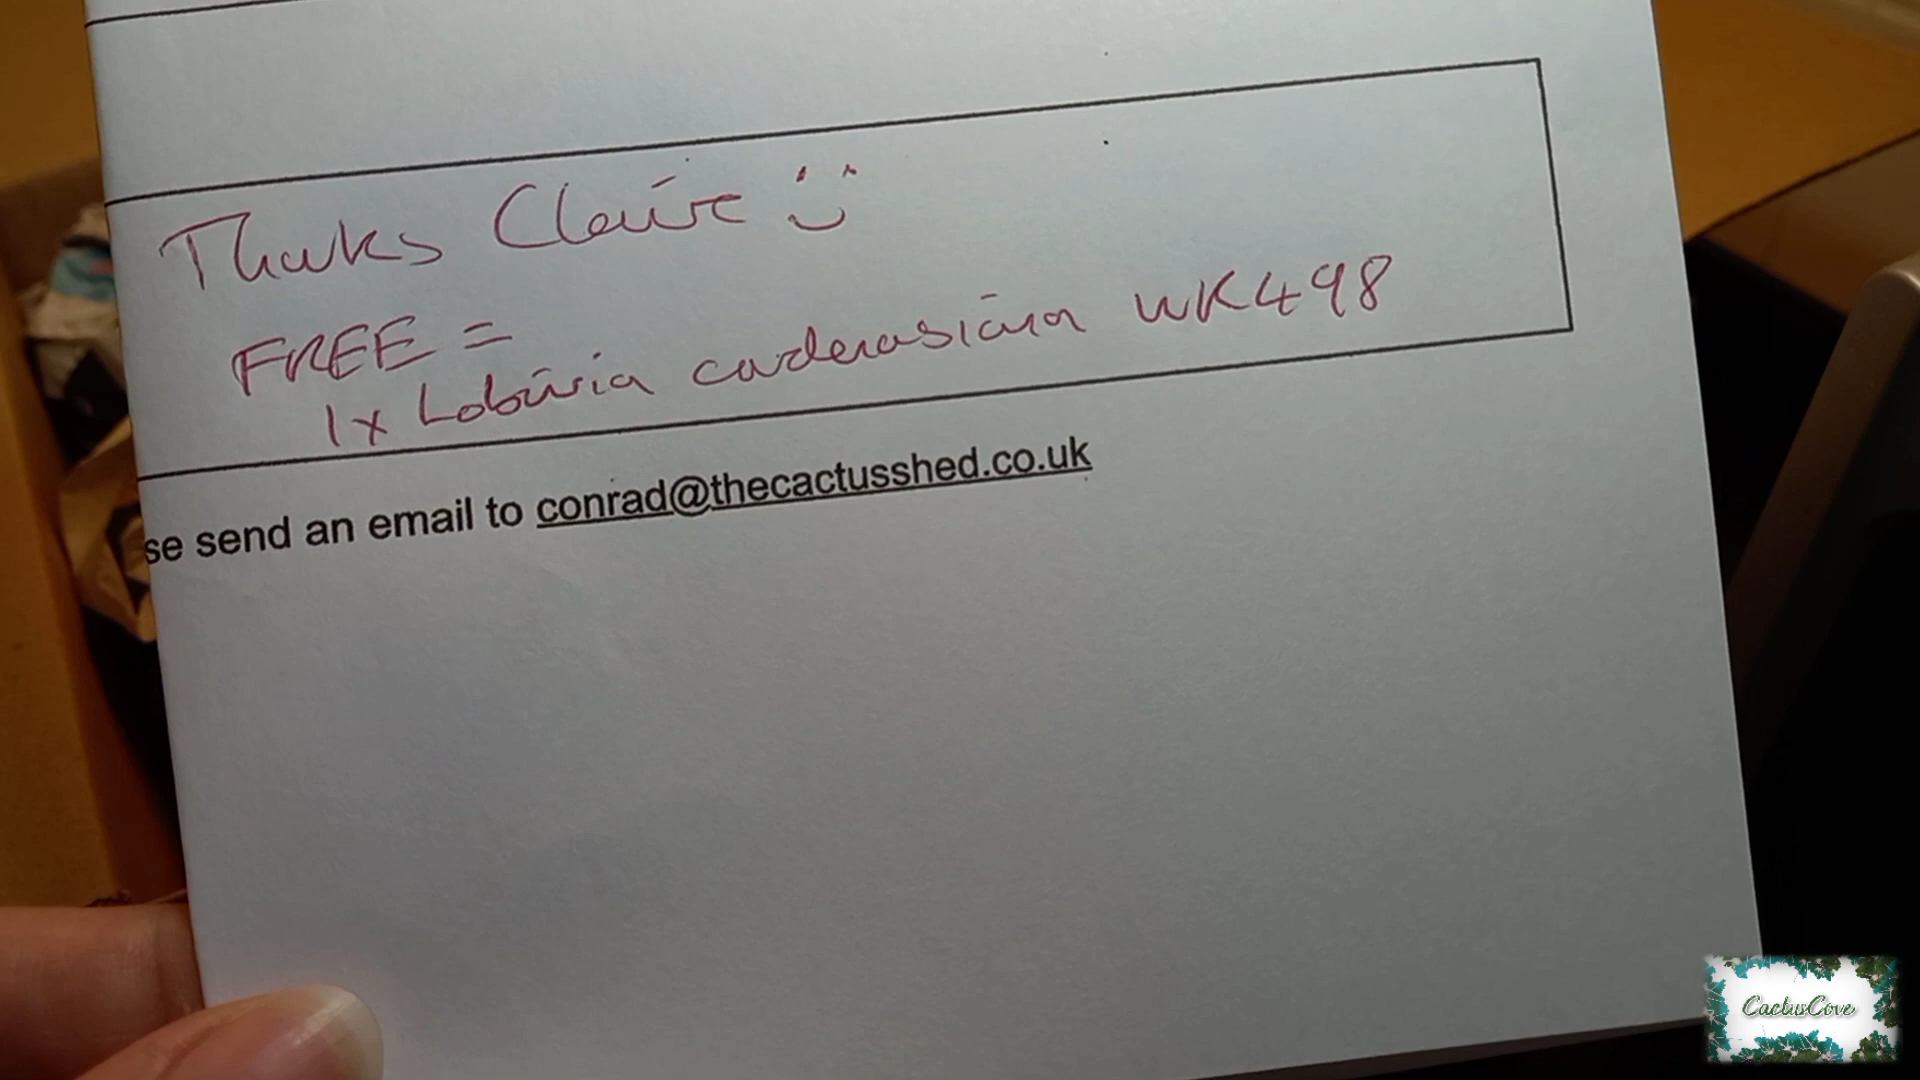 Thanks Claire
FREE =
1x Lobivia cardenasiana WK498
se send an email to conrad@thecactusshed.co.uk
CactusCove